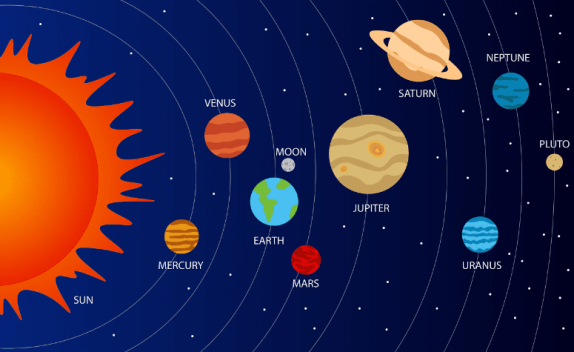 NEPTUNE
SATURN
VENUS
PLUTO
MOON
JUPITER
EARTH
MERCURY
URANUS
MARS
SUN